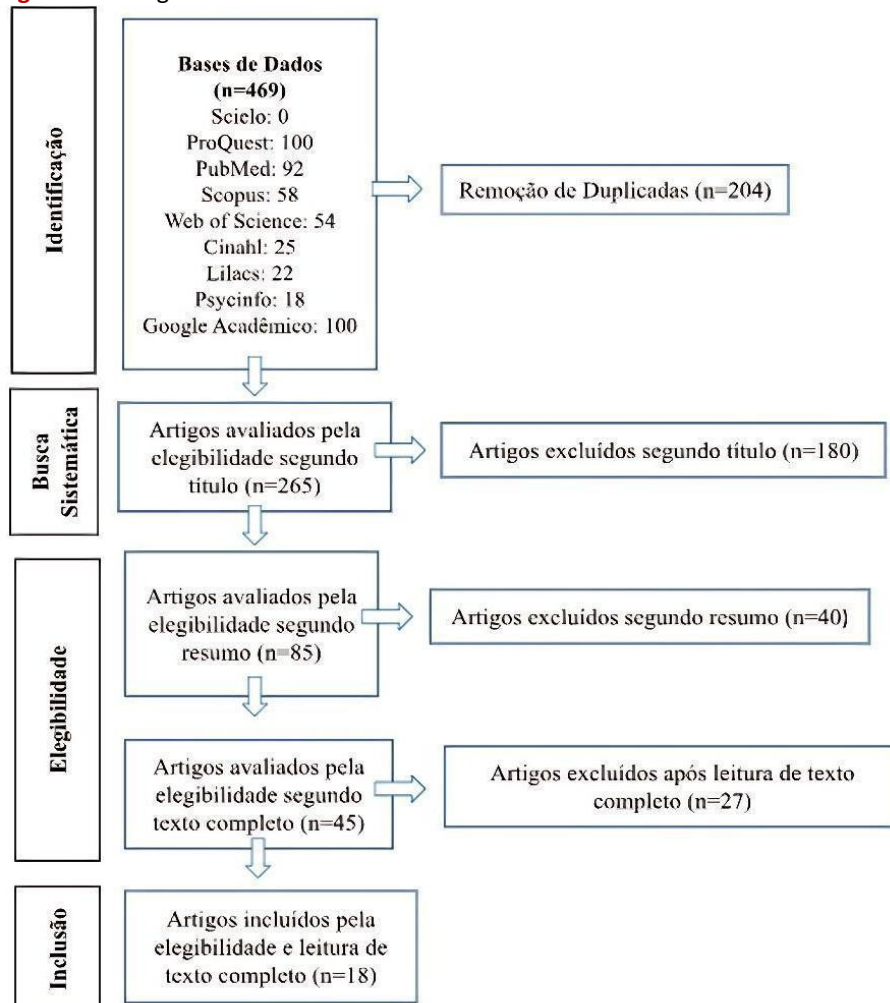 Identificação
Bases de Dados
(n=469)
Scielo: 0
ProQuest: 100
PubMed: 92
Scopus: 58
Web of Science: 54
Cinahl: 25
Lilacs: 22
Psycinfo: 18
Google Acadêmico: 100
Remoção de Duplicadas (n=204)
Busca
Sistemática
Artigos avaliados pela
elegibilidade segundo
título (n=265)
Artigos excluídos segundo título (n=180)
Elegibilidade
Artigos avaliados pela
elegibilidade segundo
resumo (n=85)
Artigos excluídos segundo resumo (n=40)
Artigos avaliados pela
elegibilidade segundo
texto completo (n=45)
Artigos excluídos após leitura de texto
completo (n=27)
Inclusão
Artigos incluídos pela
elegibilidade e leitura de
texto completo (n=18)